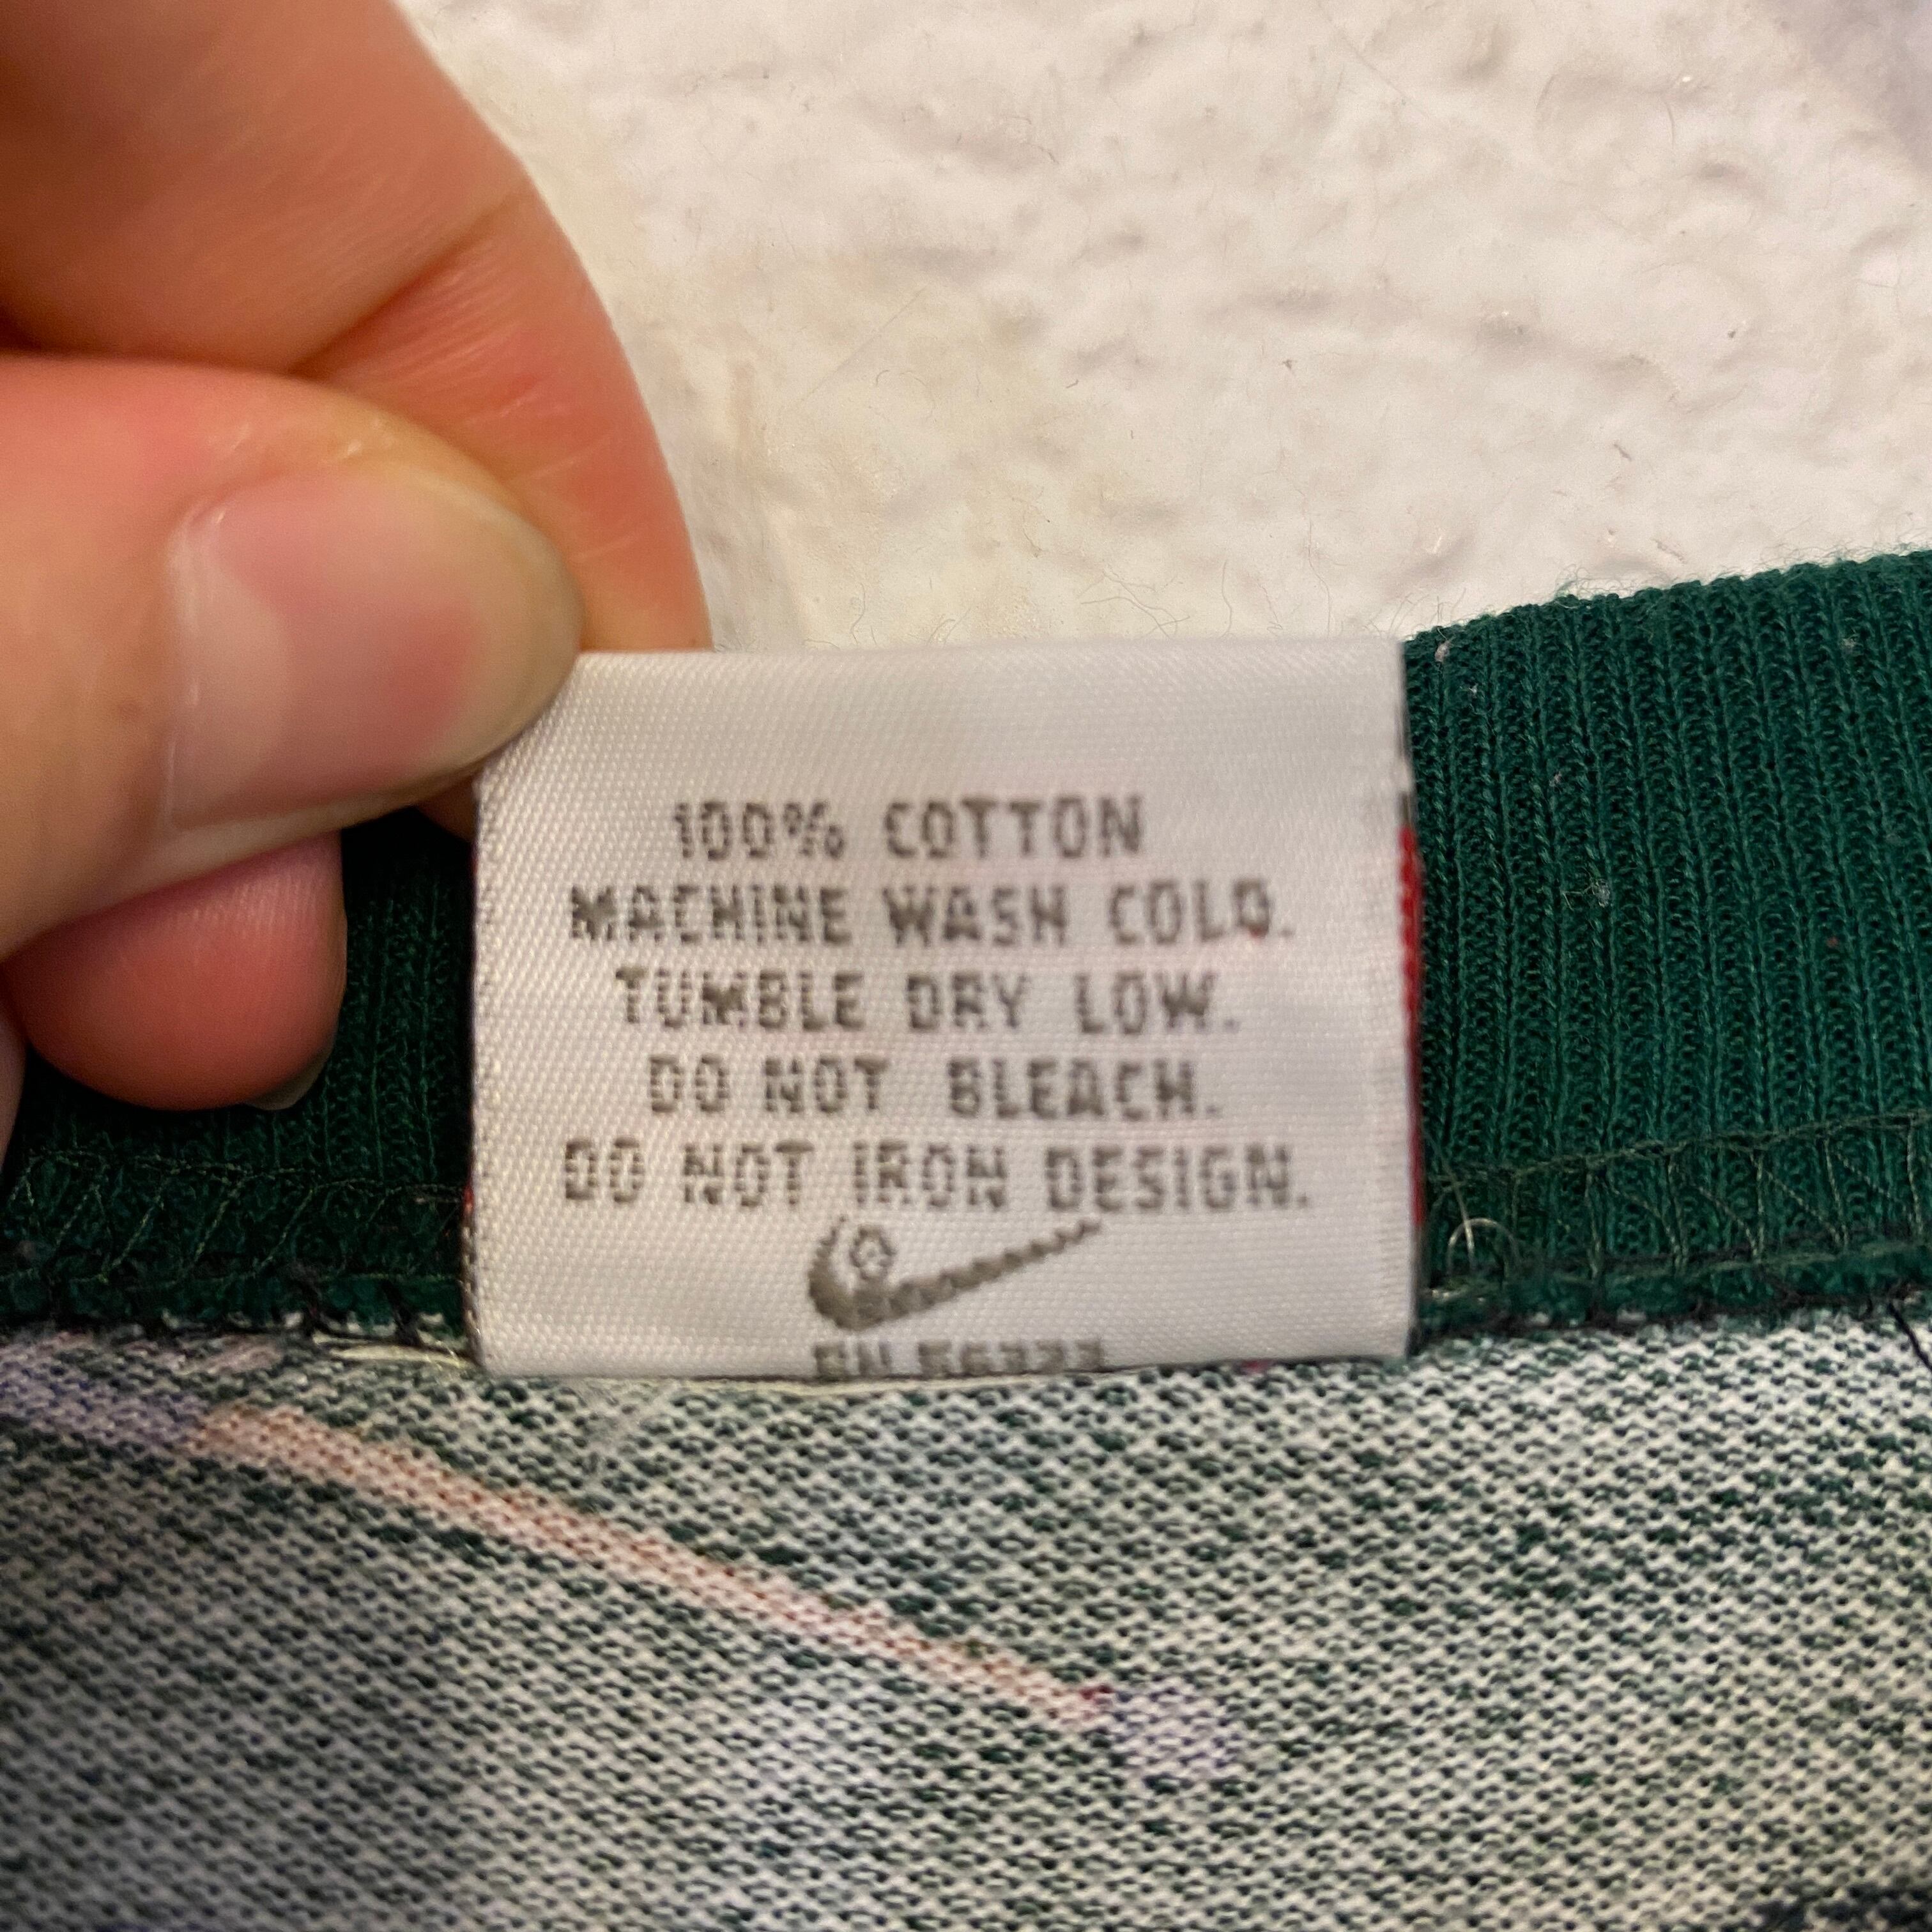 100% COTTON
MACHINE WASH COLD.
TUMBLE DRY LOW.
DO NOT BLEACH.
DO NOT IRON DESIGN.
®